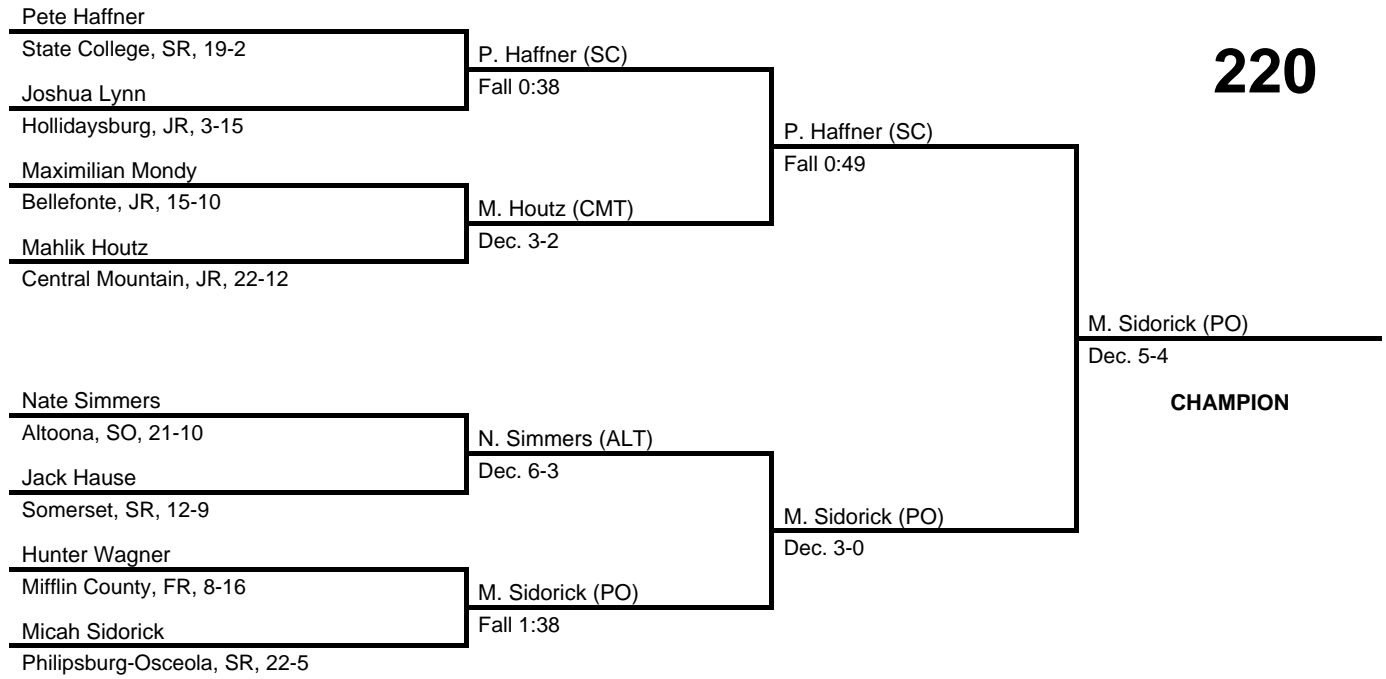 Pete Haffner
State College, SR, 19-2
P. Haffner (SC)
Fall 0:38
220
Joshua Lynn
Hollidaysburg, JR, 3-15
P. Haffner (SC)
Fall 0:49
Maximilian Mondy
Bellefonte, JR, 15-10
M. Houtz (CMT)
Dec. 3-2
Mahlik Houtz
Central Mountain, JR, 22-12
M. Sidorick (PO)
Dec. 5-4
CHAMPION
Nate Simmers
Altoona, SO, 21-10
N. Simmers (ALT)
Dec. 6-3
Jack Hause
Somerset, SR, 12-9
M. Sidorick (PO)
Dec. 3-0
Hunter Wagner
Mifflin County, FR, 8-16
M. Sidorick (PO)
Fall 1:38
Micah Sidorick
Philipsburg-Osceola, SR, 22-5